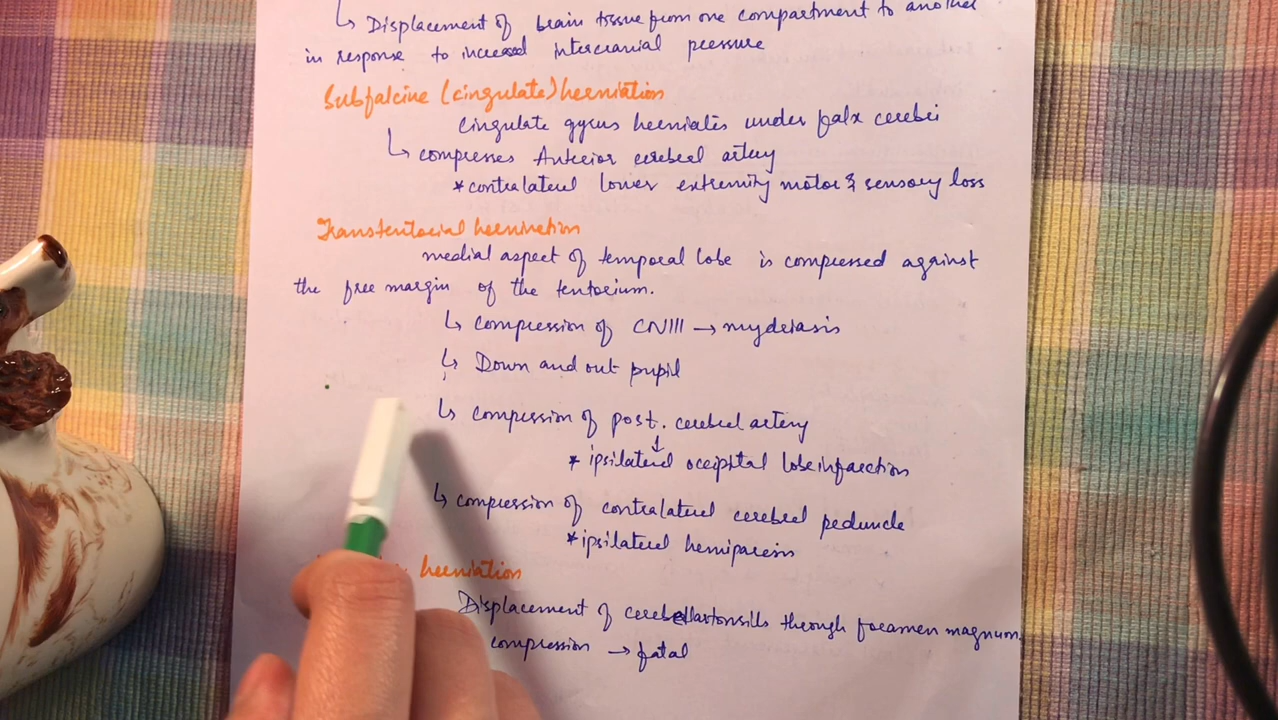 ↳ Displacement of brain tissue from one compartment to another
in response to increased intercranial pressure
Subfalcine (cingulate) herniation
Cingulate gyrus herniates under falx cerebri
↳ compresses Anterior cerebral artery
* contralateral lower extremity motor & sensory loss
Transtentorial herniation
medial aspect of temporal lobe is compressed against
the free margin of the tentorium.
↳ Compression of CNIII → mydriasis
↳ Down and out pupil
↳ compression of post. cerebral artery
↓
* ipsilateral occipital lobe infarction
↳ compression of contralateral cerebral peduncle
* ipsilateral hemiparesis
herniation
Displacement of cerebellar tonsills through foramen magnum.
compression → fatal